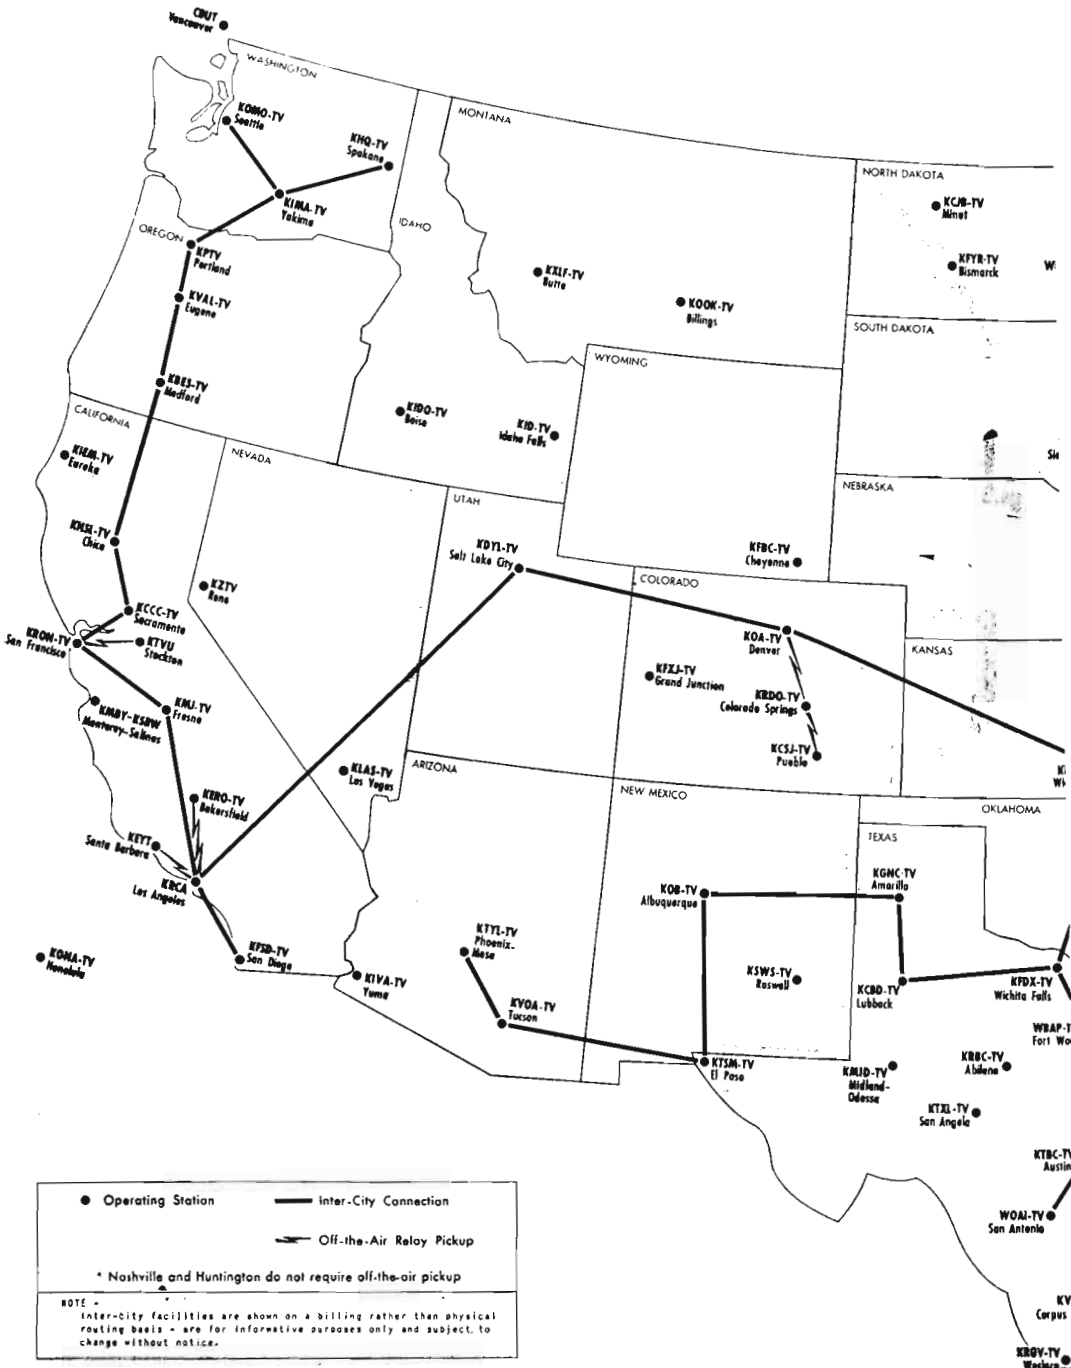 CBUT
Vancouver
WASHINGTON
KOMO-TV
Seattle
KHQ-TV
Spokane
KIMA-TV
Yakima
MONTANA
NORTH DAKOTA
KCJB-TV
Minot
KFYR-TV
Bismarck
OREGON
KPTV
Portland
IDAHO
KXLF-TV
Butte
KOOK-TV
Billings
KVAL-TV
Eugene
SOUTH DAKOTA
WYOMING
KBES-TV
Medford
KIDO-TV
Boise
KID-TV
Idaho Falls
CALIFORNIA
KIEM-TV
Eureka
NEVADA
UTAH
NEBRASKA
KHSL-TV
Chico
KDYL-TV
Salt Lake City
KFBC-TV
Cheyenne
KZTV
Reno
COLORADO
KCCC-TV
Sacramento
KRON-TV
San Francisco
KTVU
Stockton
KOA-TV
Denver
KANSAS
KFXJ-TV
Grand Junction
KRDO-TV
Colorado Springs
KMBY-KSBW
Monterey-Salinas
KMJ-TV
Fresno
KCSJ-TV
Pueblo
KLAS-TV
Las Vegas
ARIZONA
NEW MEXICO
OKLAHOMA
KERO-TV
Bakersfield
KEYT
Santa Barbara
TEXAS
KRCA
Los Angeles
KOB-TV
Albuquerque
KGNC-TV
Amarillo
KONA-TV
Honolulu
KFSD-TV
San Diego
KIVA-TV
Yuma
KTYL-TV
Phoenix-
Mesa
KVOA-TV
Tucson
KSWS-TV
Roswell
KCBD-TV
Lubbock
KFDX-TV
Wichita Falls
WBAP-T
Fort Wo
KTSM-TV
El Paso
KMID-TV
Midland-
Odessa
KRBC-TV
Abilene
KTXL-TV
San Angelo
KTBC-TV
Austin
WOAI-TV
San Antonio
KV
Corpus
KRGV-TV
Operating Station
Inter-City Connection
Off-the-Air Relay Pickup
* Nashville and Huntington do not require off-the-air pickup
NOTE -
Inter-city facilities are shown on a billing rather than physical
routing basis - are for informative purposes only and subject to
change without notice.